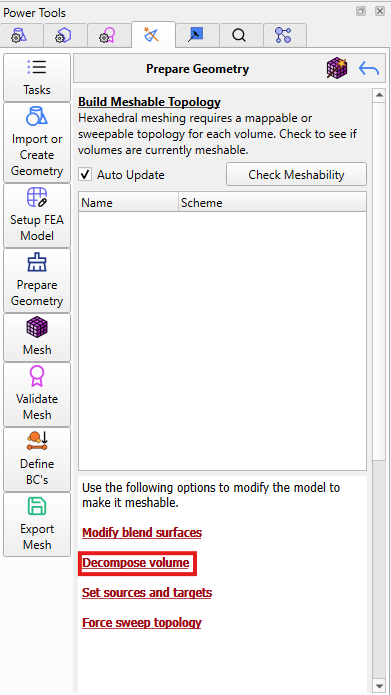 Power Tools
Prepare Geometry
Tasks
Import or
Create
Geometry
Setup FEA
Model
Prepare
Geometry
Mesh
Validate
Mesh
Define
BC's
Export
Mesh
Build Meshable Topology
Hexahedral meshing requires a mappable or
sweepable topology for each volume. Check to see if
volumes are currently meshable.
Auto Update
Check Meshability
Name
Scheme
Use the following options to modify the model to
make it meshable.
Modify blend surfaces
Decompose volume
Set sources and targets
Force sweep topology